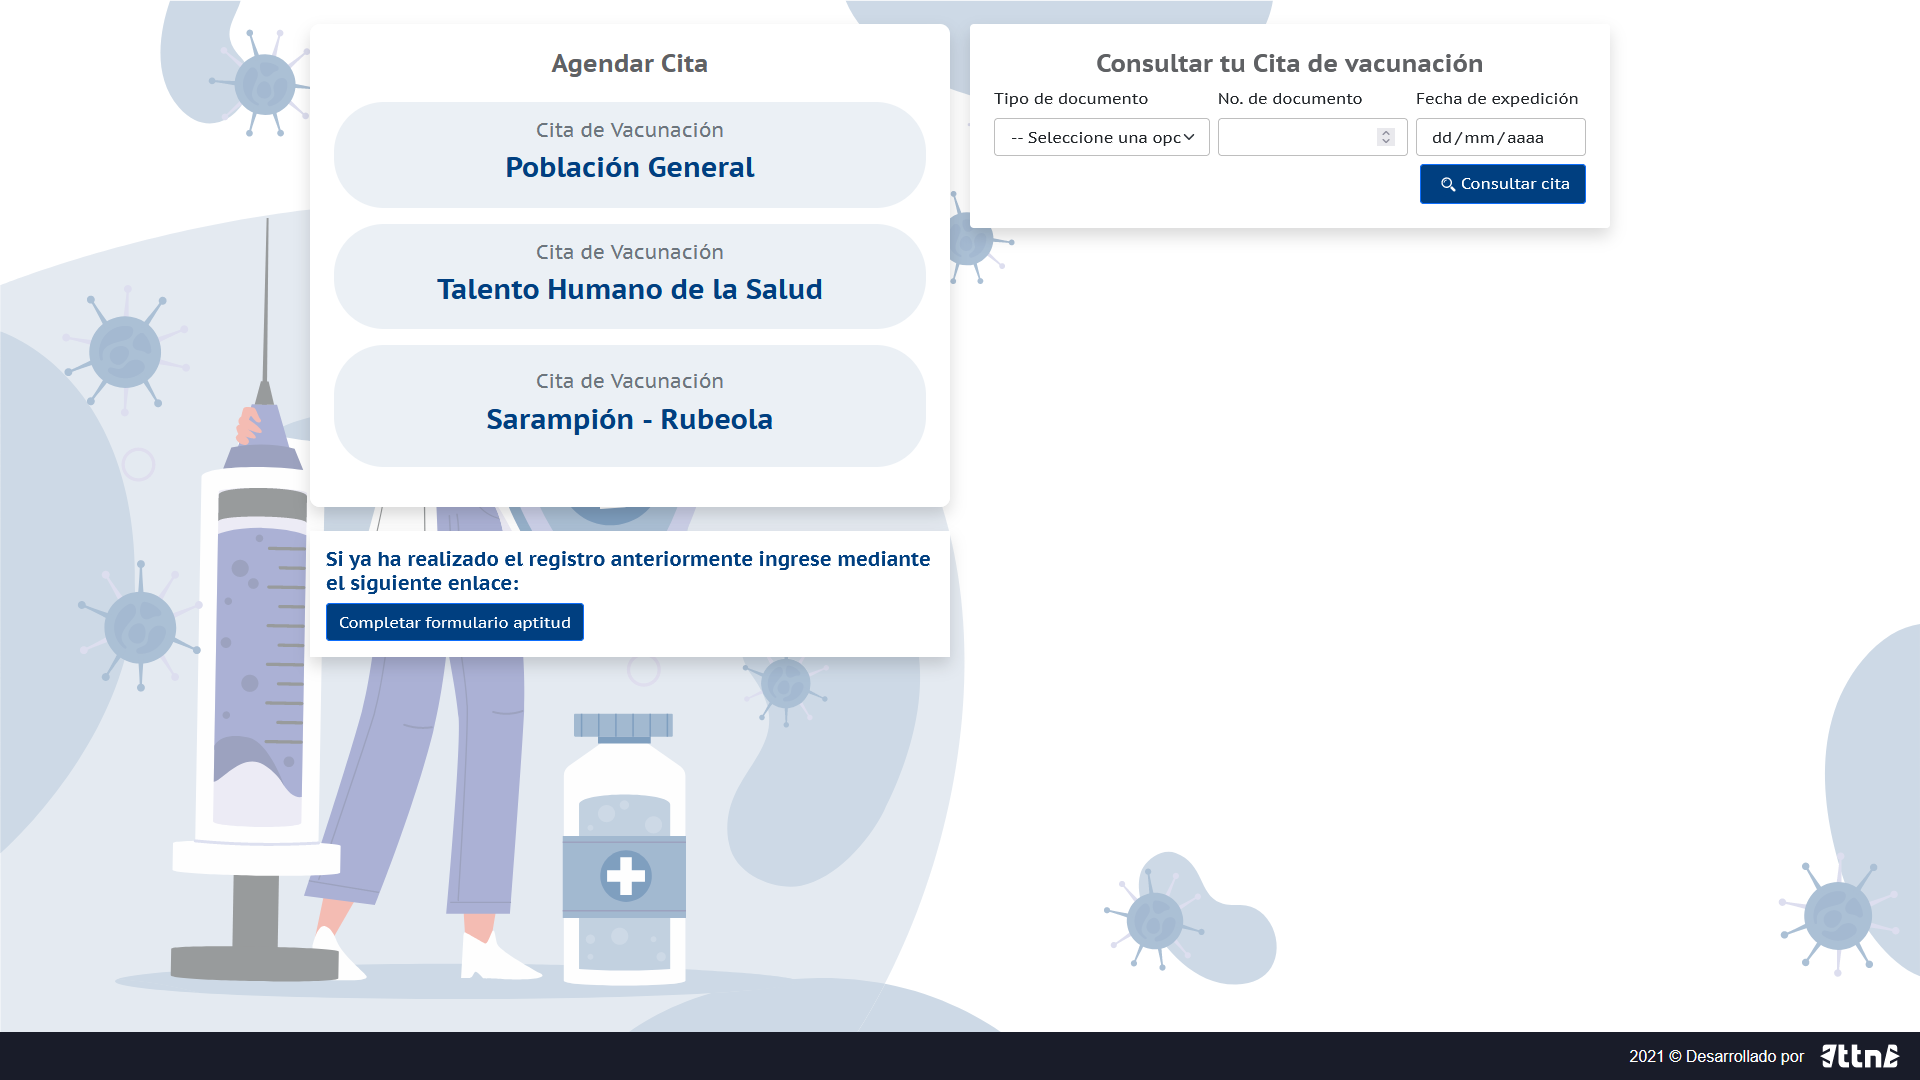 Agendar Cita
Cita de Vacunación
Población General
Cita de Vacunación
Talento Humano de la Salud
Cita de Vacunación
Sarampión - Rubeola
Si ya ha realizado el registro anteriormente ingrese mediante
el siguiente enlace:
Completar formulario aptitud
Consultar tu Cita de vacunación
Tipo de documento
No. de documento
Fecha de expedición
-- Seleccione una opc
dd/mm/aaaa
Consultar cita
2021 © Desarrollado por